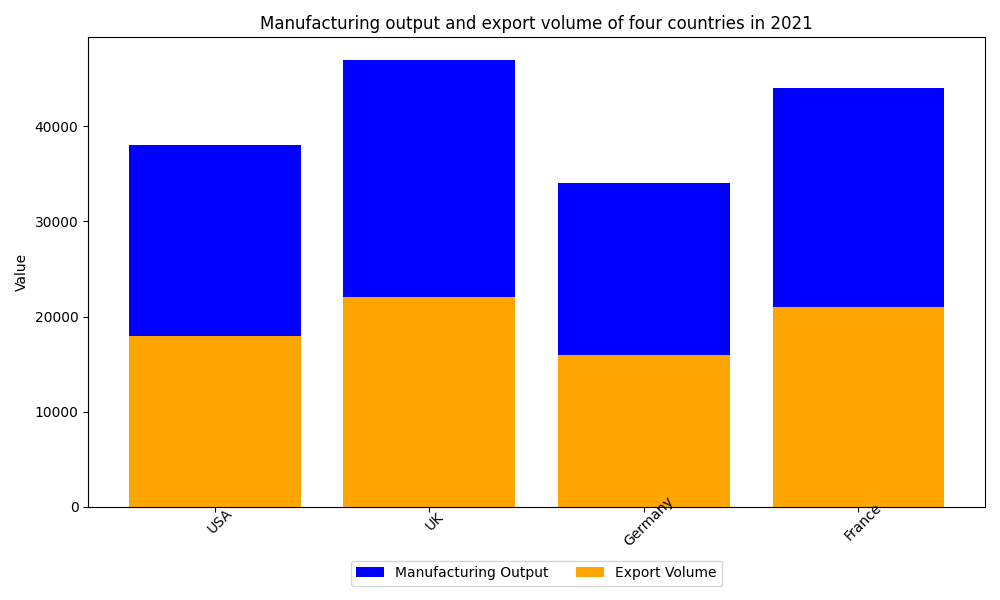 Manufacturing output and export volume of four countries in 2021
Value
40000
30000
20000
10000
0
USA
UK
Germany
France
Manufacturing Output
Export Volume